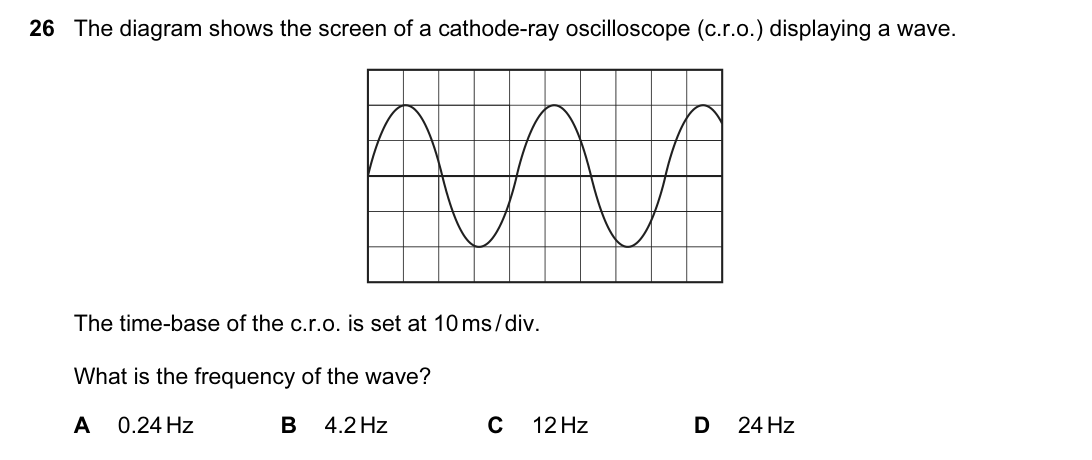 26 The diagram shows the screen of a cathode-ray oscilloscope (c.r.o.) displaying a wave.
The time-base of the c.r.o. is set at 10 ms / div.
What is the frequency of the wave?
A 0.24 Hz B 4.2 Hz C 12 Hz D 24 Hz